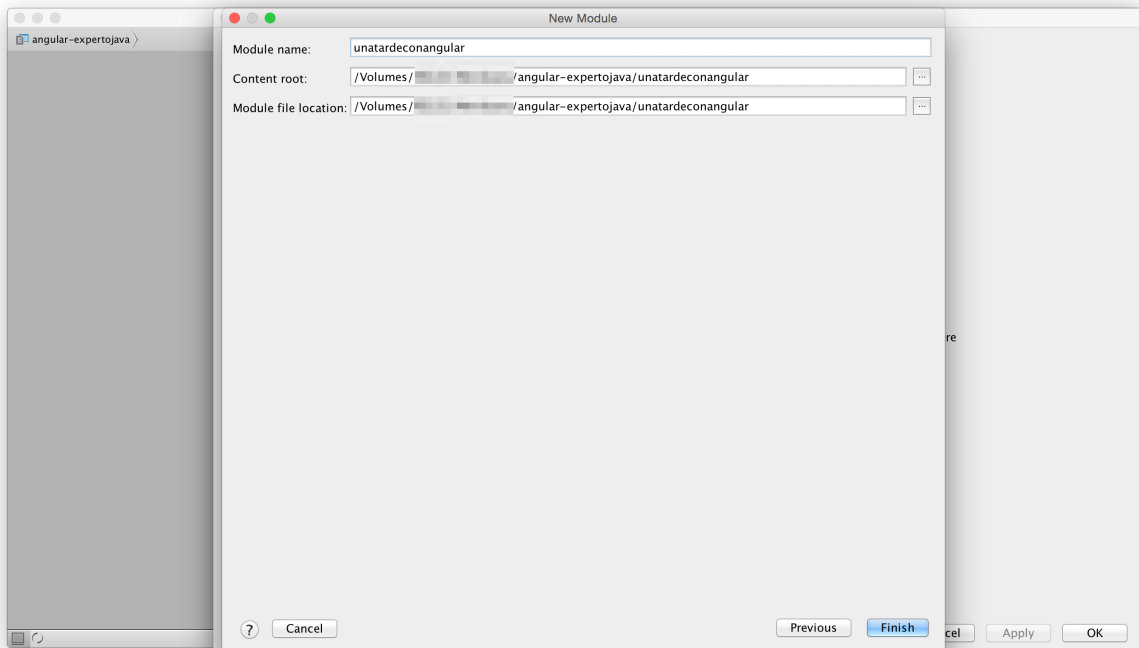 New Module
angular-expertojava
Module name: unatardeconangular
Content root: /Volumes/ /angular-expertojava/unatardeconangular ...
Module file location: /Volumes/ /angular-expertojava/unatardeconangular ...
re
? Cancel Previous Finish cel Apply OK